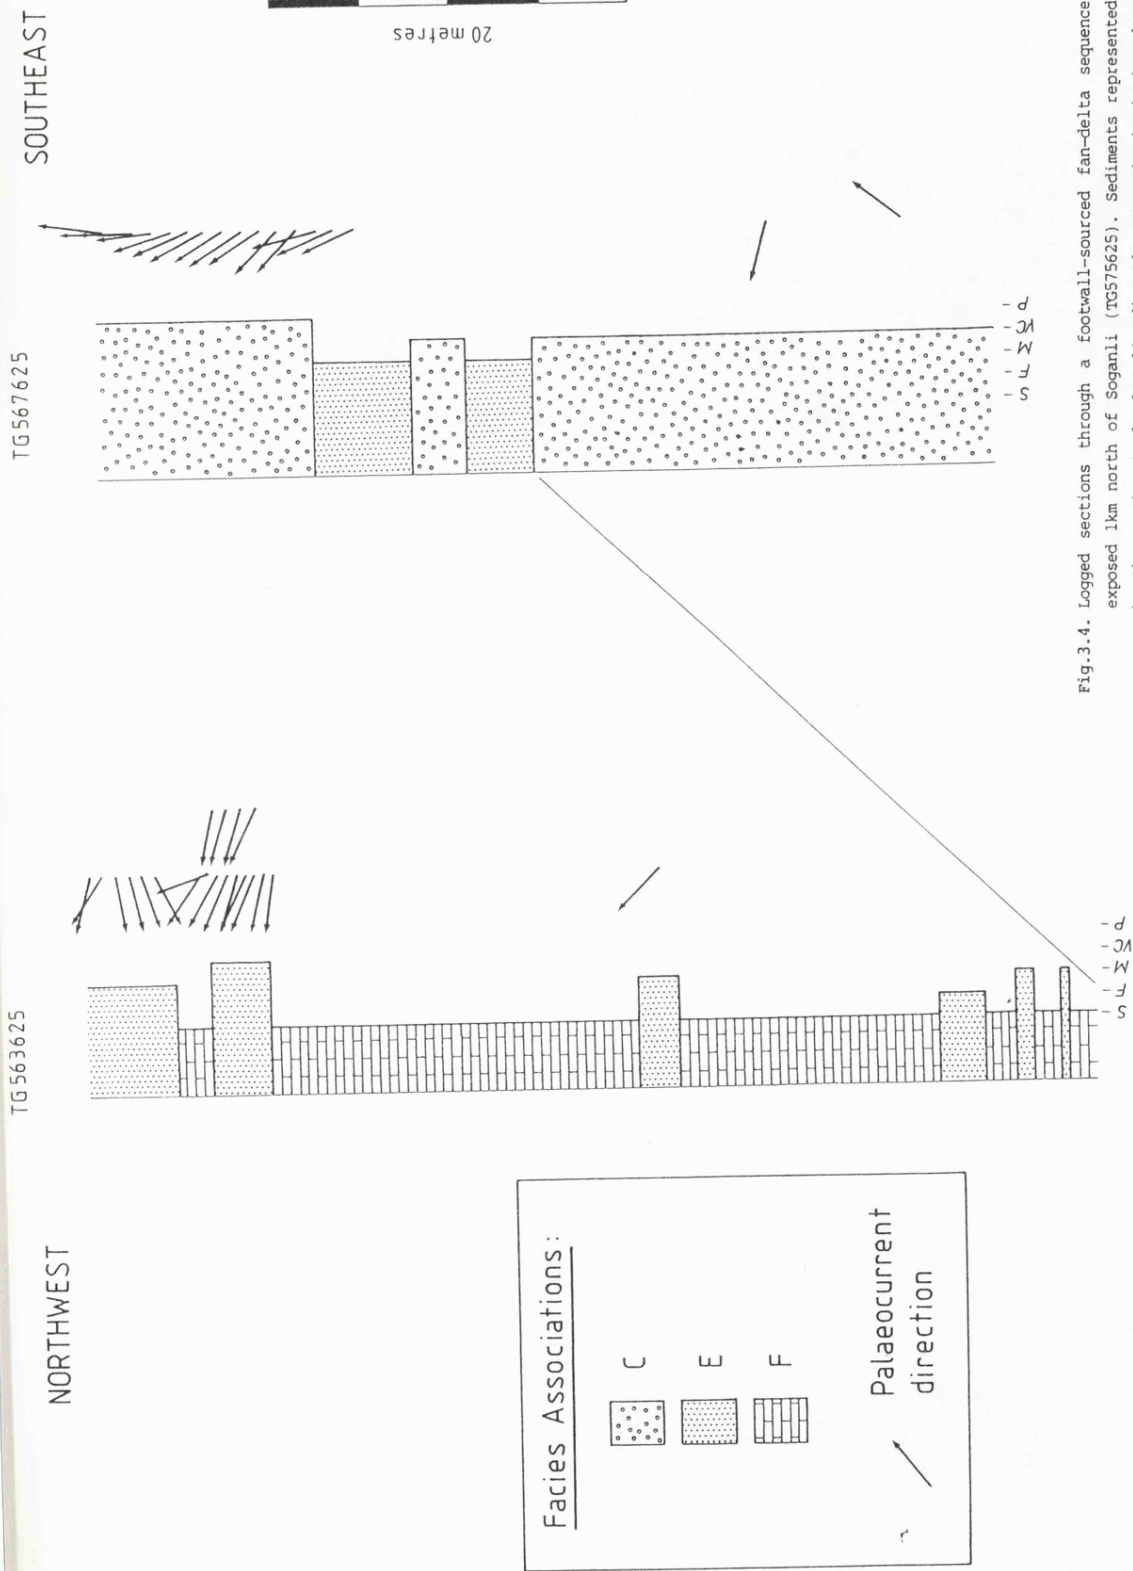 NORTHWEST
TG563625
TG567625
SOUTHEAST
20 metres
S
F
M
VC
P
S
F
M
VC
P
Facies Associations:
C
E
F
Palaeocurrent
direction
Fig.3.4. Logged sections through a footwall-sourced fan-delta sequence
exposed 1km north of Soganli (TG575625). Sediments represented